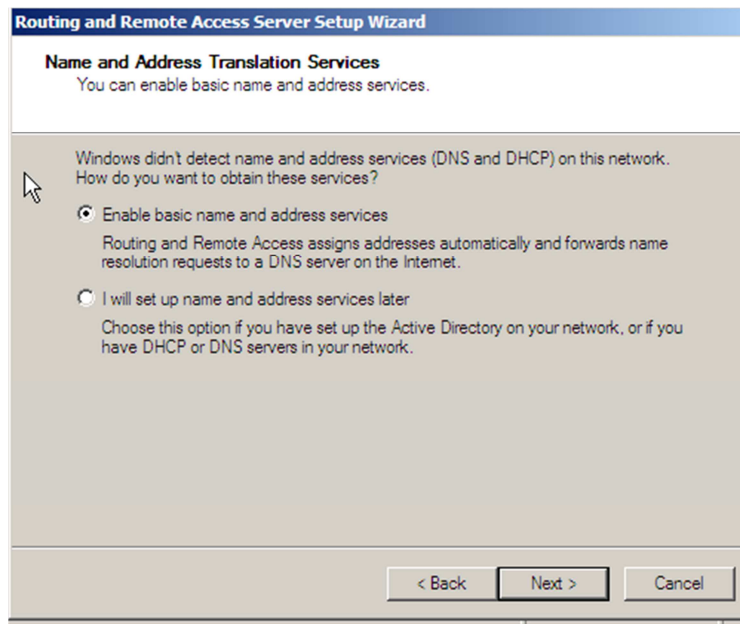 Routing and Remote Access Server Setup Wizard
Name and Address Translation Services
You can enable basic name and address services.
Windows didn't detect name and address services (DNS and DHCP) on this network.
How do you want to obtain these services?
Enable basic name and address services
Routing and Remote Access assigns addresses automatically and forwards name
resolution requests to a DNS server on the Internet.
I will set up name and address services later
Choose this option if you have set up the Active Directory on your network, or if you
have DHCP or DNS servers in your network.
< Back Next > Cancel